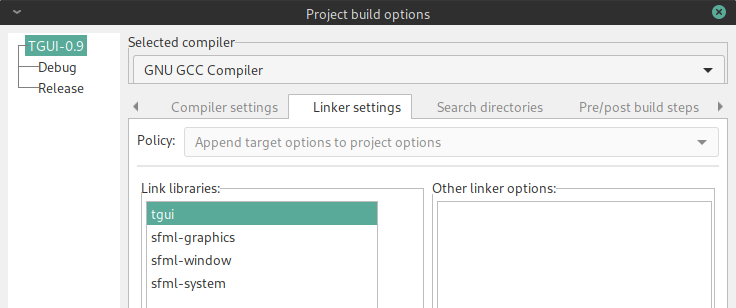 Project build options
TGUI-0.9
Debug
Release
Selected compiler
GNU GCC Compiler
Compiler settings
Linker settings
Search directories
Pre/post build steps
Policy:
Append target options to project options
Link libraries:
tgui
sfml-graphics
sfml-window
sfml-system
Other linker options: